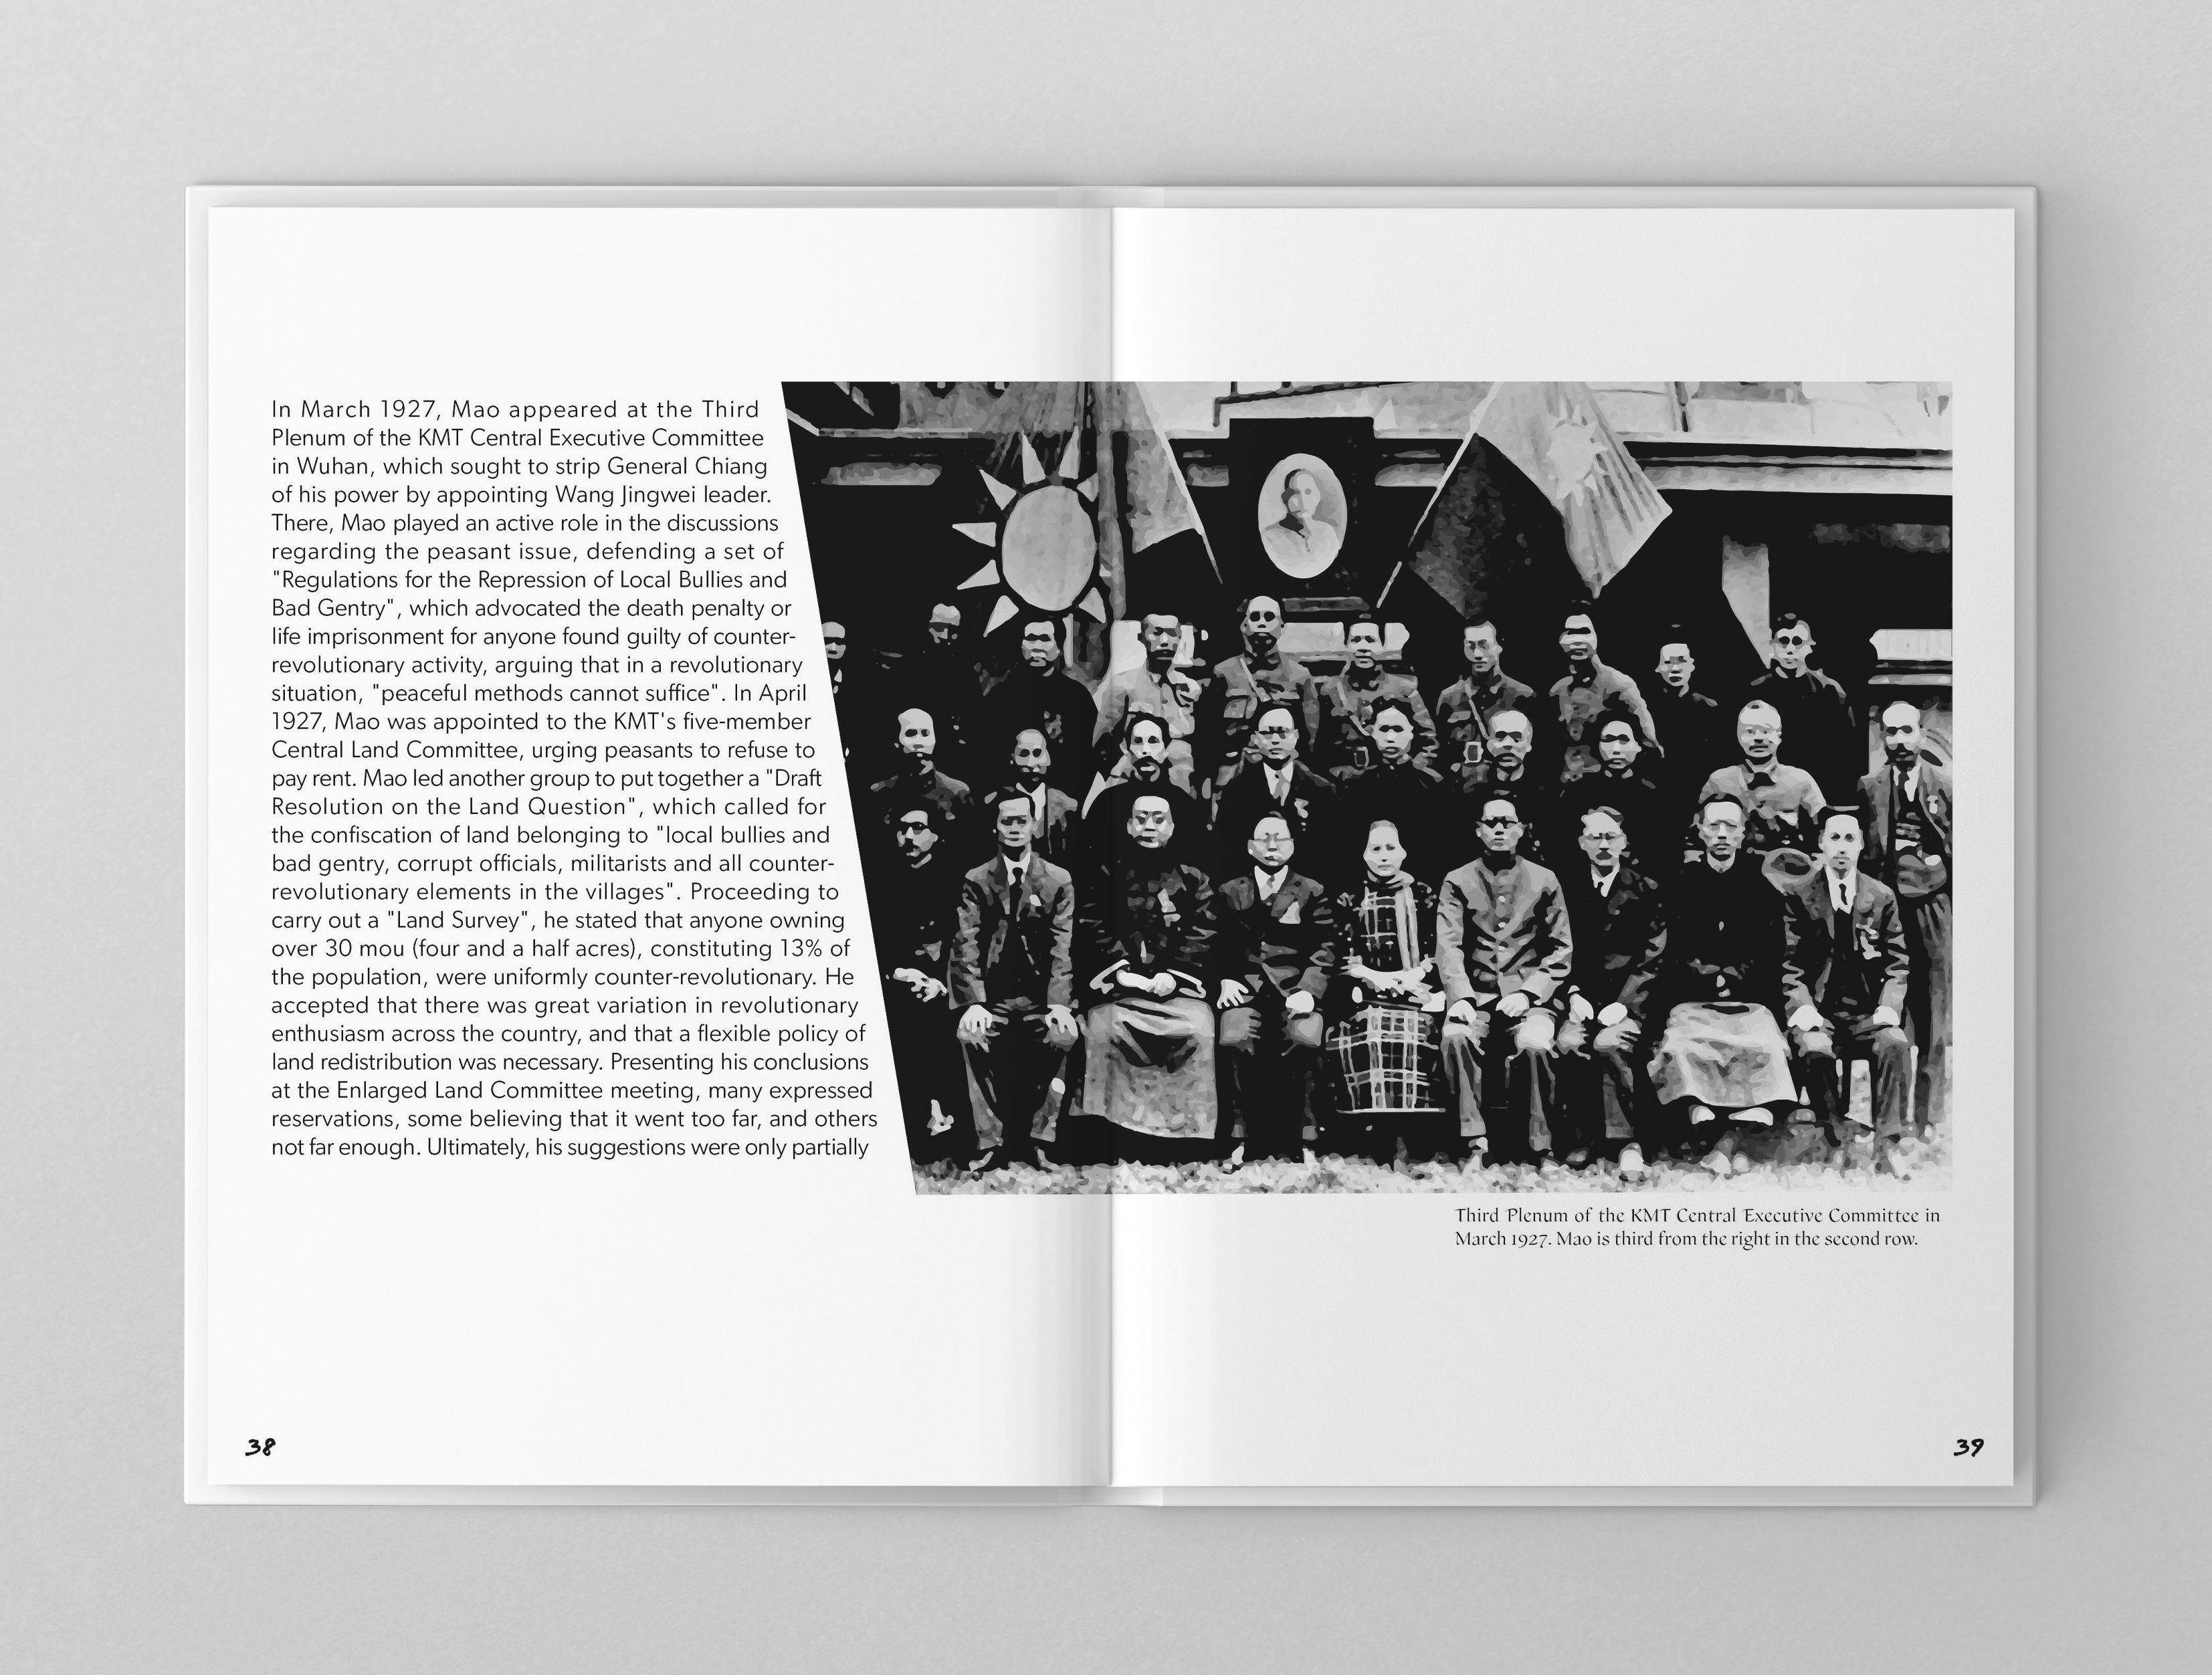 In March 1927, Mao appeared at the Third
Plenum of the KMT Central Executive Committee
in Wuhan, which sought to strip General Chiang
of his power by appointing Wang Jingwei leader.
There, Mao played an active role in the discussions
regarding the peasant issue, defending a set of
"Regulations for the Repression of Local Bullies and
Bad Gentry", which advocated the death penalty or
life imprisonment for anyone found guilty of counter-
revolutionary activity, arguing that in a revolutionary
situation, "peaceful methods cannot suffice". In April
1927, Mao was appointed to the KMT's five-member
Central Land Committee, urging peasants to refuse to
pay rent. Mao led another group to put together a "Draft
Resolution on the Land Question", which called for
the confiscation of land belonging to "local bullies and
bad gentry, corrupt officials, militarists and all counter-
revolutionary elements in the villages". Proceeding to
carry out a "Land Survey", he stated that anyone owning
over 30 mou (four and a half acres), constituting 13% of
the population, were uniformly counter-revolutionary. He
accepted that there was great variation in revolutionary
enthusiasm across the country, and that a flexible policy of
land redistribution was necessary. Presenting his conclusions
at the Enlarged Land Committee meeting, many expressed
reservations, some believing that it went too far, and others
not far enough. Ultimately, his suggestions were only partially
38
Third Plenum of the KMT Central Executive Committee in
March 1927. Mao is third from the right in the second row.
39